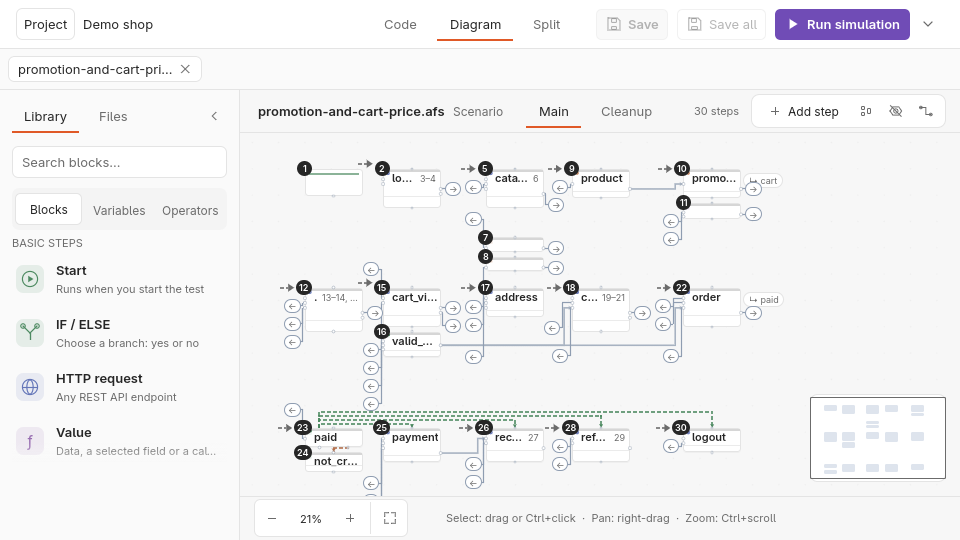 Project Demo shop Code Diagram Split Save Save all Run simulation
promotion-and-cart-pri...
Library Files
promotion-and-cart-price.afs Scenario Main Cleanup 30 steps Add step
Search blocks...
Blocks Variables Operators
BASIC STEPS
Start
Runs when you start the test
IF / ELSE
Choose a branch: yes or no
HTTP request
Any REST API endpoint
Value
Data, a selected field or a cal...
1
2 lo... 3–4
5 cata... 6
9 product
10 promo... cart
11
7
8
12 . 13–14, ...
15 cart_vi...
17 address
18 c... 19–21
22 order paid
16 valid_...
23 paid
25 payment
26 rec... 27
28 ref... 29
30 logout
24 not_cr...
21%
Select: drag or Ctrl+click · Pan: right-drag · Zoom: Ctrl+scroll